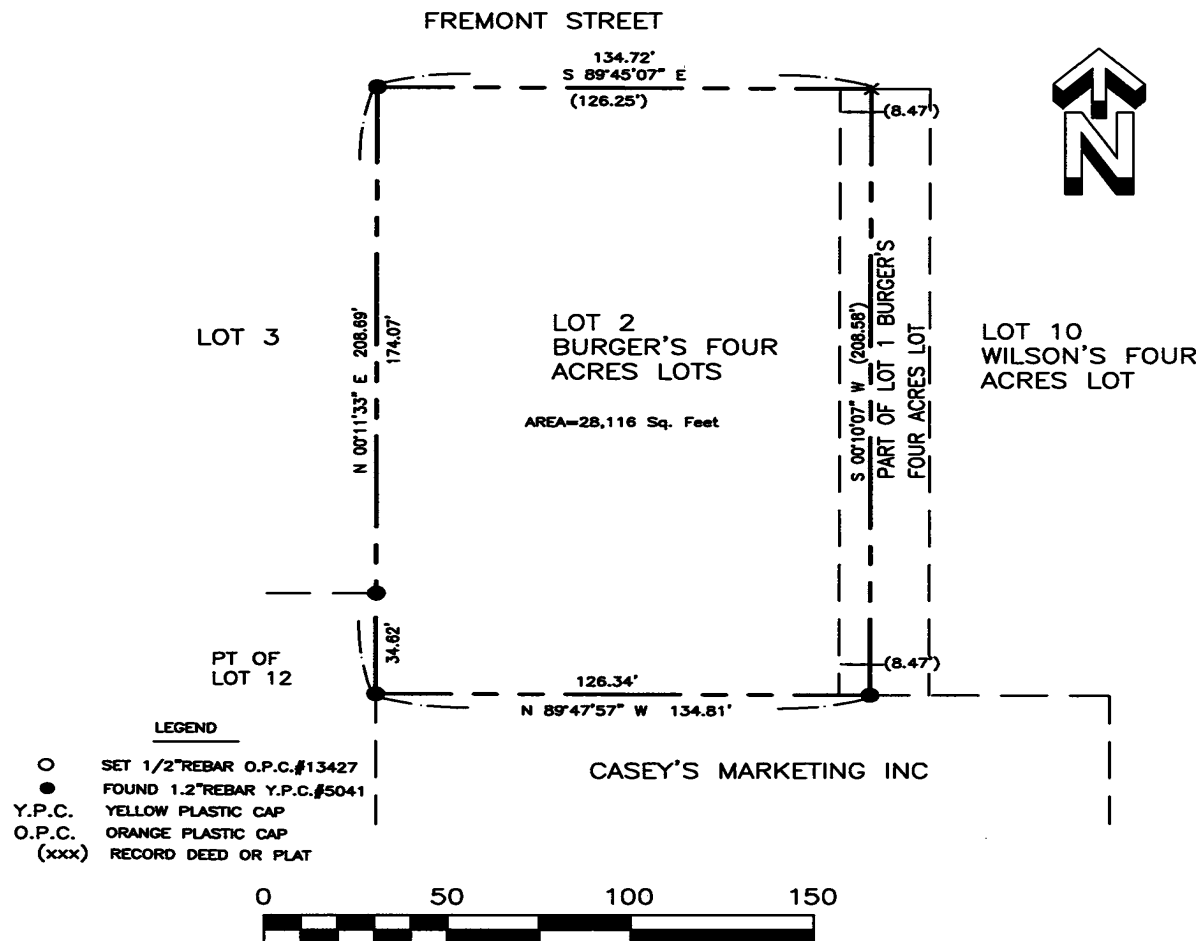 FREMONT STREET
134.72'
S 89°45'07" E
(126.25')
(8.47')
N
LOT 3
N 00°11'33" E 208.69'
174.07'
LOT 2
BURGER'S FOUR
ACRES LOTS
AREA=28,116 Sq. Feet
S 00°10'07" W (208.58')
PART OF LOT 1 BURGER'S
FOUR ACRES LOT
LOT 10
WILSON'S FOUR
ACRES LOT
34.62'
PT OF
LOT 12
(8.47')
126.34'
N 89°47'57" W 134.81'
CASEY'S MARKETING INC
LEGEND
SET 1/2"REBAR O.P.C.#13427
FOUND 1.2"REBAR Y.P.C.#5041
Y.P.C. YELLOW PLASTIC CAP
O.P.C. ORANGE PLASTIC CAP
(xxx) RECORD DEED OR PLAT
0 50 100 150